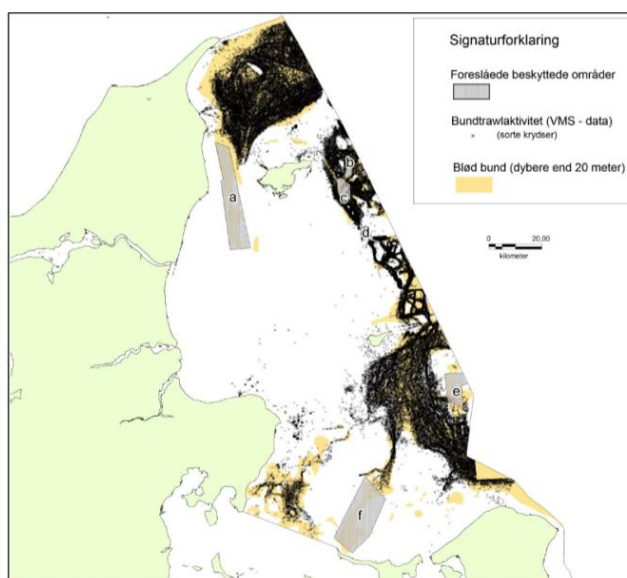 Signaturforklaring
Foreslåede beskyttede områder
Bundtrawlaktivitet (VMS - data)
(sorte krydser)
Blød bund (dybere end 20 meter)
0 20,00
kilometer
a
b
c
d
e
f